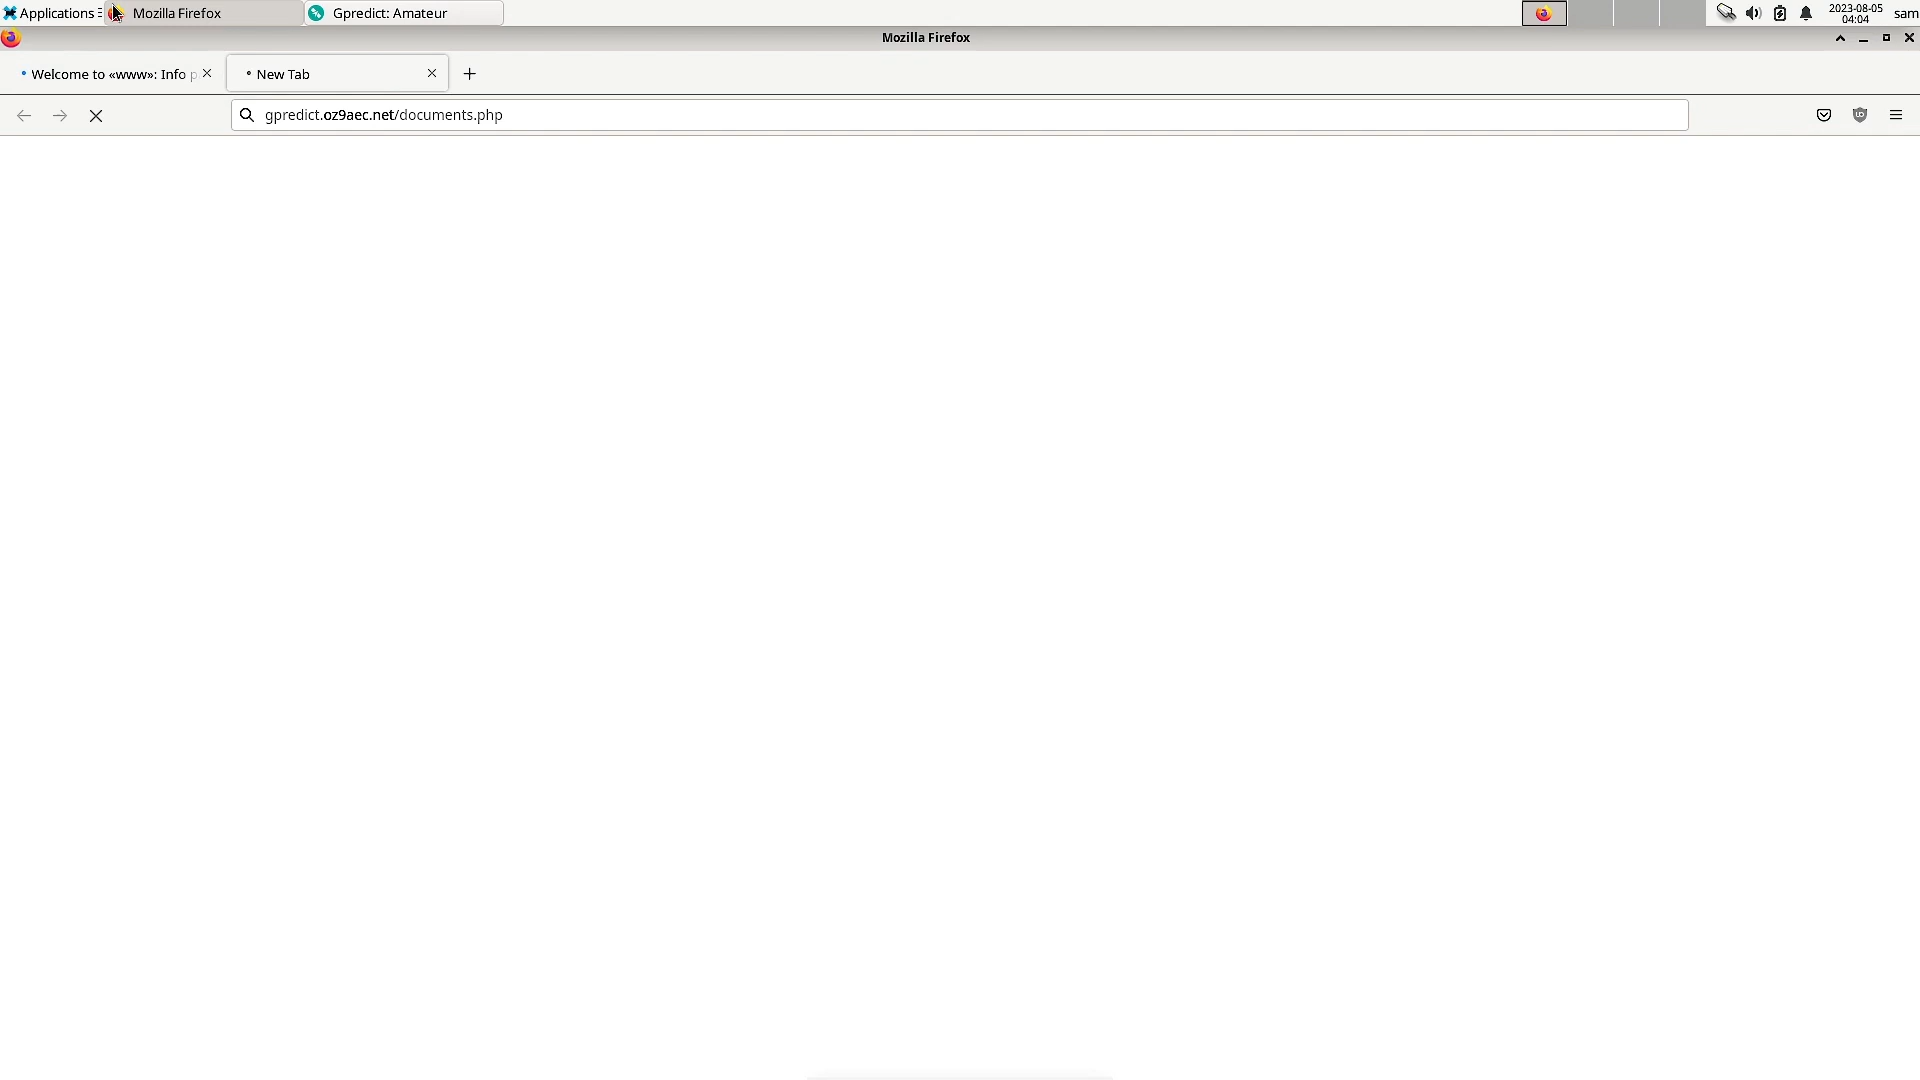 Applications Mozilla Firefox Gpredict: Amateur 2023-08-05 sam
04:04
Mozilla Firefox
Welcome to «www»: Info p New Tab
gpredict.oz9aec.net/documents.php